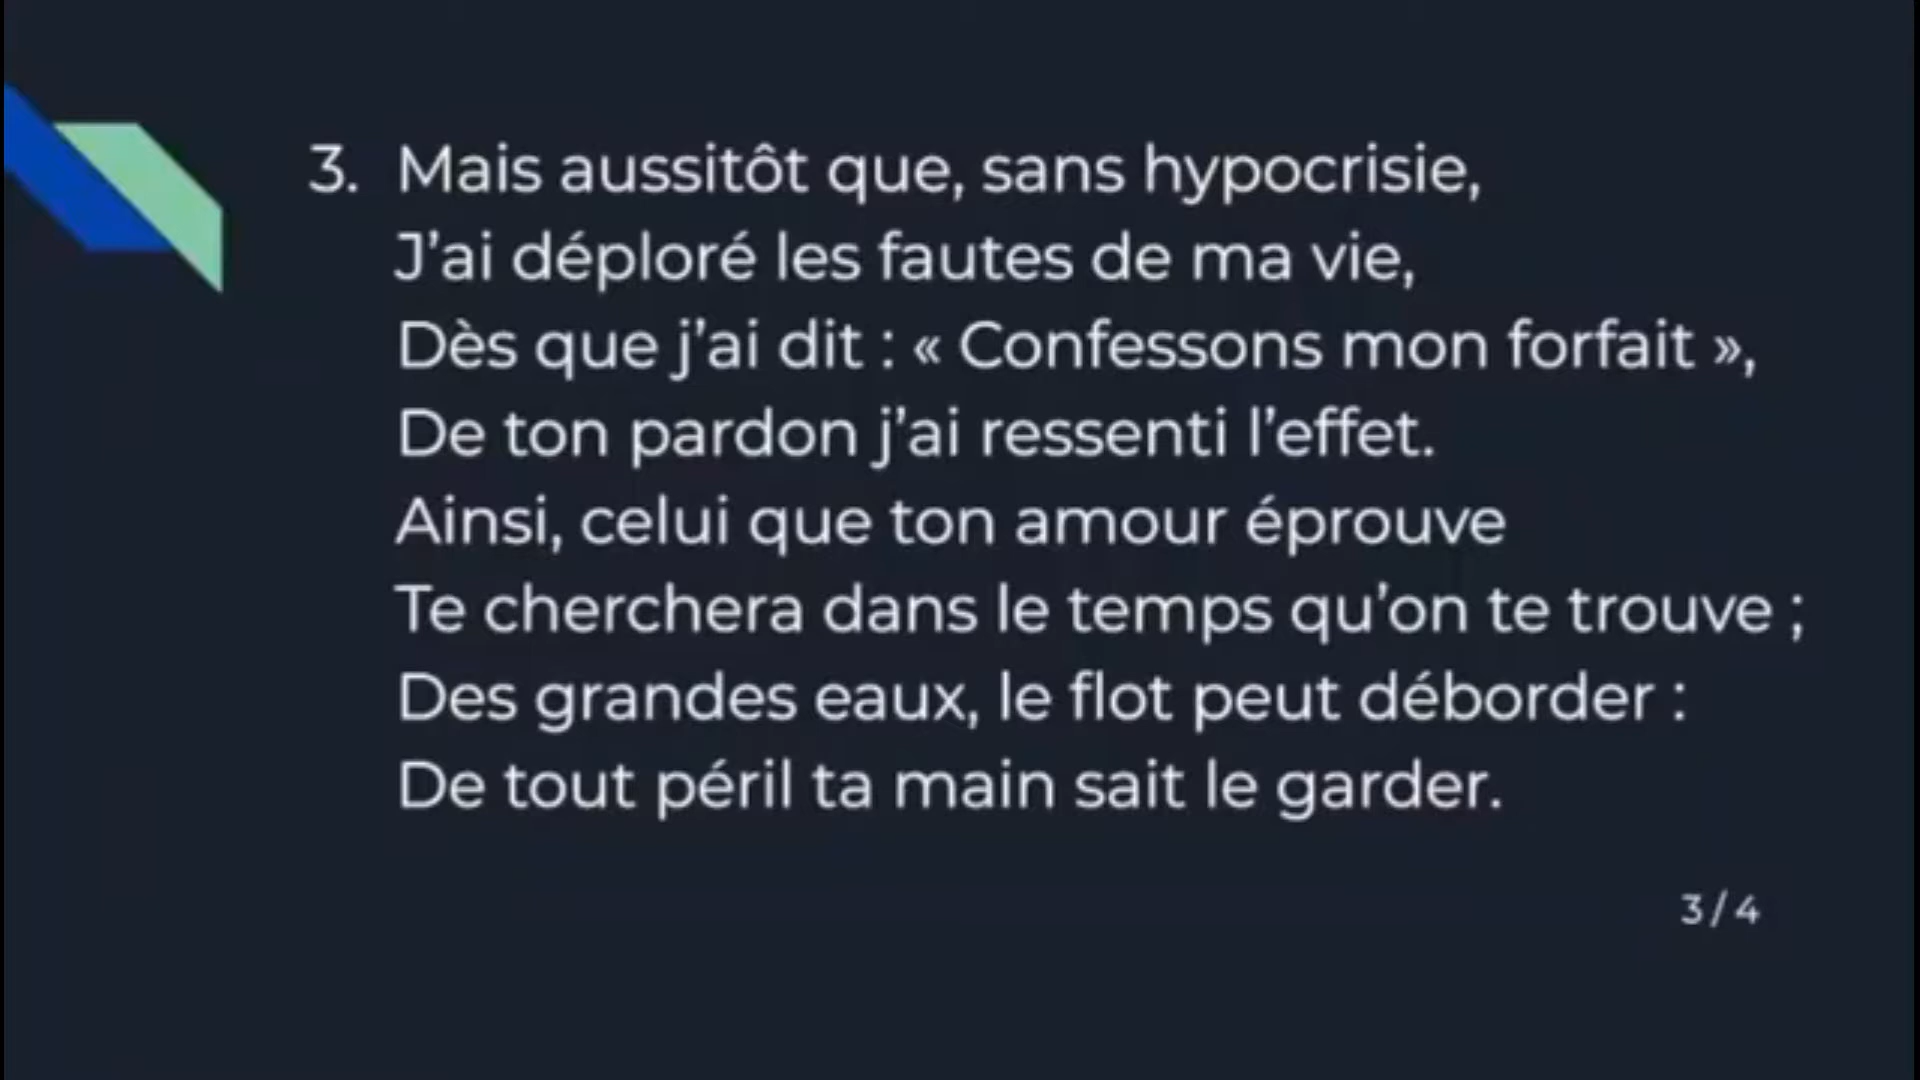 3. Mais aussitôt que, sans hypocrisie,
J’ai déploré les fautes de ma vie,
Dès que j’ai dit : « Confessons mon forfait »,
De ton pardon j’ai ressenti l’effet.
Ainsi, celui que ton amour éprouve
Te cherchera dans le temps qu’on te trouve ;
Des grandes eaux, le flot peut déborder :
De tout péril ta main sait le garder.
3 / 4